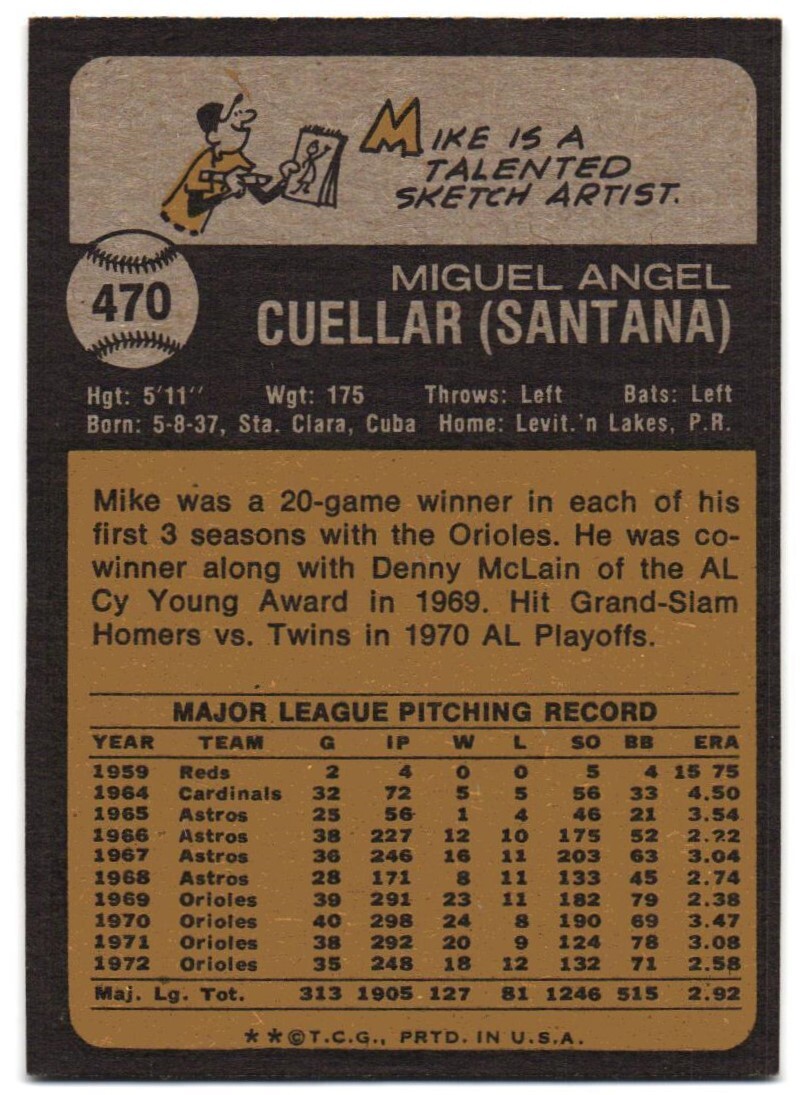 MIKE IS A
TALENTED
SKETCH ARTIST.
470
MIGUEL ANGEL
CUELLAR (SANTANA)
Hgt: 5'11'' Wgt: 175 Throws: Left Bats: Left
Born: 5-8-37, Sta. Clara, Cuba Home: Levit.'n Lakes, P.R.
Mike was a 20-game winner in each of his
first 3 seasons with the Orioles. He was co-
winner along with Denny McLain of the AL
Cy Young Award in 1969. Hit Grand-Slam
Homers vs. Twins in 1970 AL Playoffs.
MAJOR LEAGUE PITCHING RECORD
YEAR TEAM G IP W L SO BB ERA
1959 Reds 2 4 0 0 5 4 15 75
1964 Cardinals 32 72 5 5 56 33 4.50
1965 Astros 25 56 1 4 46 21 3.54
1966 Astros 38 227 12 10 175 52 2.22
1967 Astros 36 246 16 11 203 63 3.04
1968 Astros 28 171 8 11 133 45 2.74
1969 Orioles 39 291 23 11 182 79 2.38
1970 Orioles 40 298 24 8 190 69 3.47
1971 Orioles 38 292 20 9 124 78 3.08
1972 Orioles 35 248 18 12 132 71 2.58
Maj. Lg. Tot. 313 1905 127 81 1246 515 2.92
**©T.C.G., PRTD. IN U.S.A.